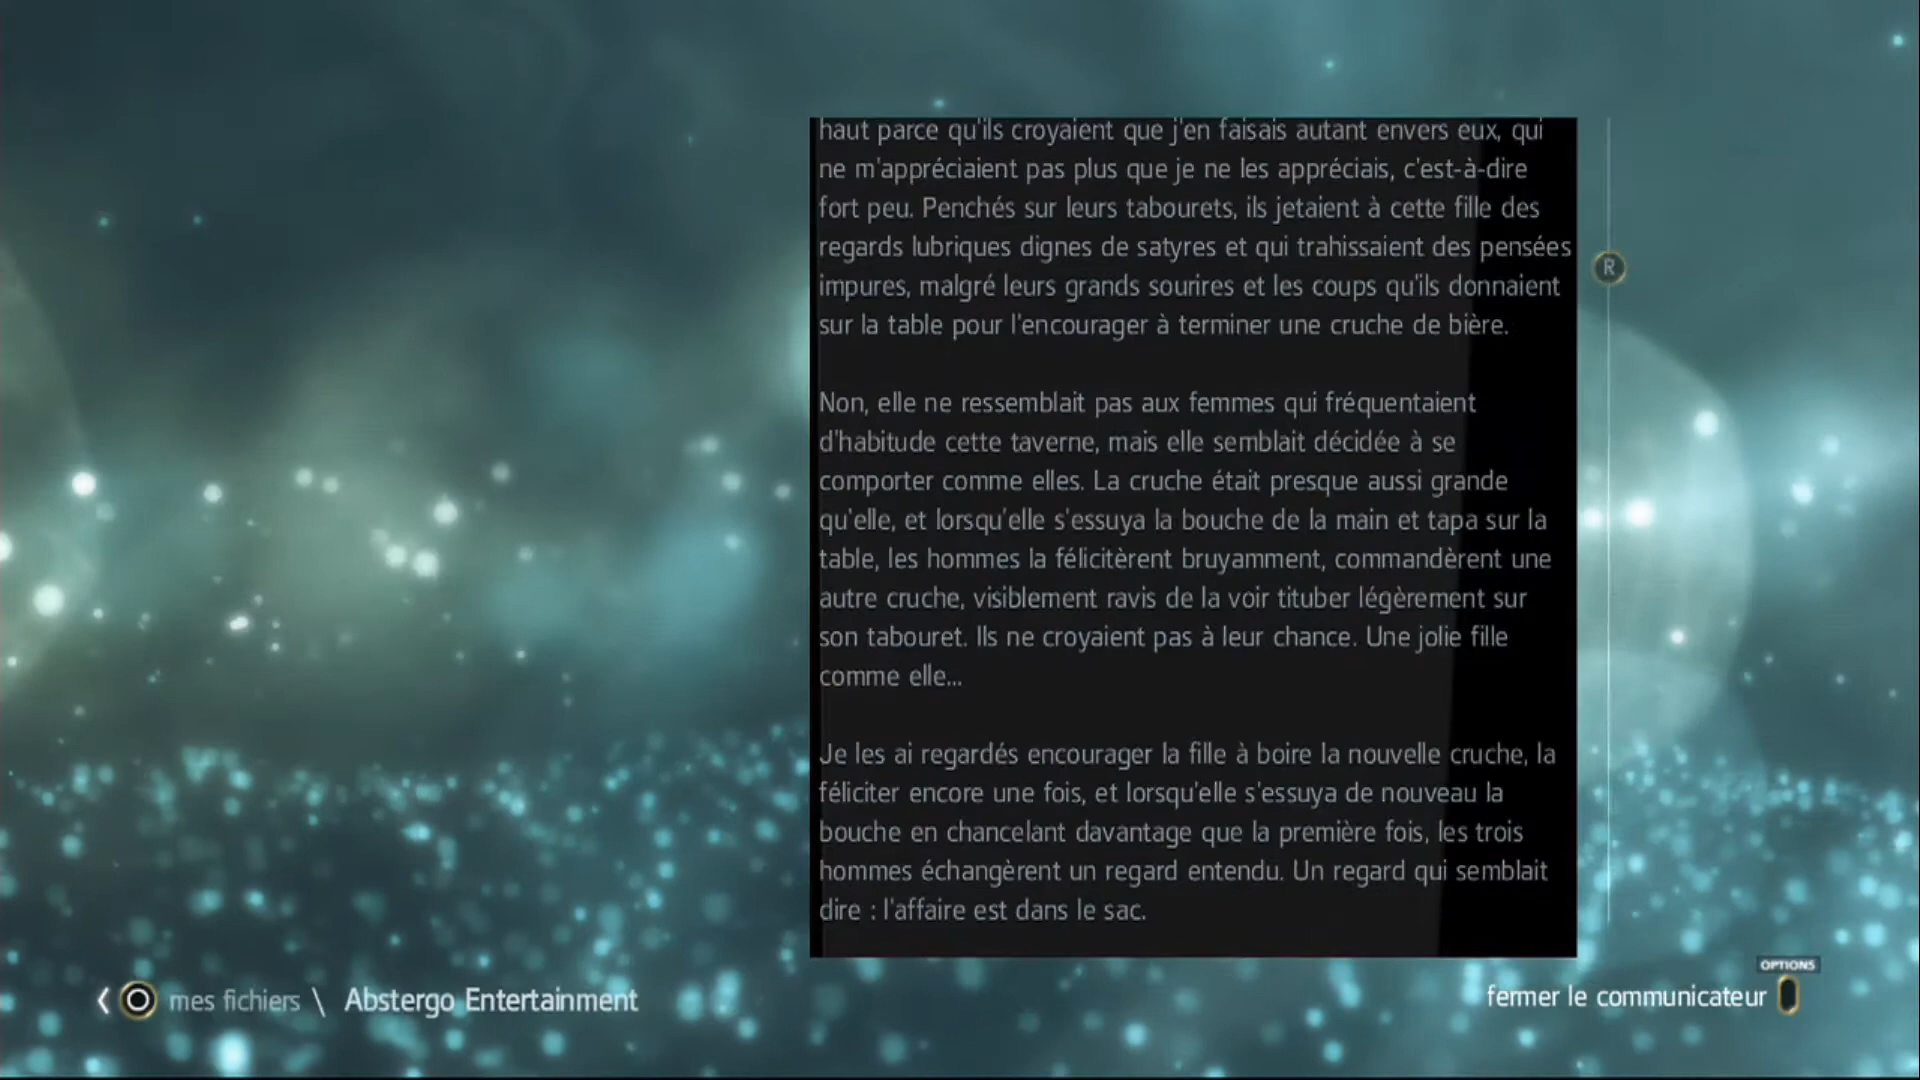 haut parce qu'ils croyaient que j'en faisais autant envers eux, qui
ne m'appréciaient pas plus que je ne les appréciais, c'est-à-dire
fort peu. Penchés sur leurs tabourets, ils jetaient à cette fille des
regards lubriques dignes de satyres et qui trahissaient des pensées
impures, malgré leurs grands sourires et les coups qu'ils donnaient
sur la table pour l'encourager à terminer une cruche de bière.
Non, elle ne ressemblait pas aux femmes qui fréquentaient
d'habitude cette taverne, mais elle semblait décidée à se
comporter comme elles. La cruche était presque aussi grande
qu'elle, et lorsqu'elle s'essuya la bouche de la main et tapa sur la
table, les hommes la félicitèrent bruyamment, commandèrent une
autre cruche, visiblement ravis de la voir tituber légèrement sur
son tabouret. Ils ne croyaient pas à leur chance. Une jolie fille
comme elle...
Je les ai regardés encourager la fille à boire la nouvelle cruche, la
féliciter encore une fois, et lorsqu'elle s'essuya de nouveau la
bouche en chancelant davantage que la première fois, les trois
hommes échangèrent un regard entendu. Un regard qui semblait
dire : l'affaire est dans le sac.
R
mes fichiers \ Abstergo Entertainment
OPTIONS
fermer le communicateur